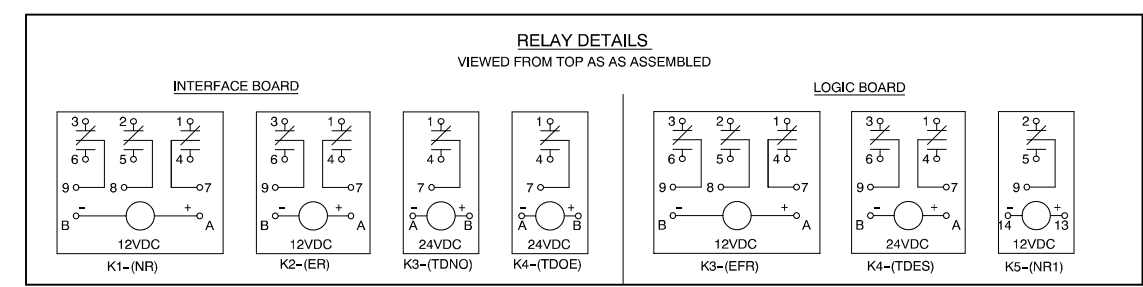 RELAY DETAILS
VIEWED FROM TOP AS AS ASSEMBLED
INTERFACE BOARD
LOGIC BOARD
3 2 1
6 5 4
9 8 7
- +
B A
12VDC
K1-(NR)
3 1
6 4
9 7
- +
B A
12VDC
K2-(ER)
1
4
7
- +
A B
24VDC
K3-(TDNO)
1
4
7
- +
A B
24VDC
K4-(TDOE)
3 2 1
6 5 4
9 8 7
- +
B A
12VDC
K3-(EFR)
3 1
6 4
9 7
- +
B A
24VDC
K4-(TDES)
2
5
9
- +
14 13
12VDC
K5-(NR1)